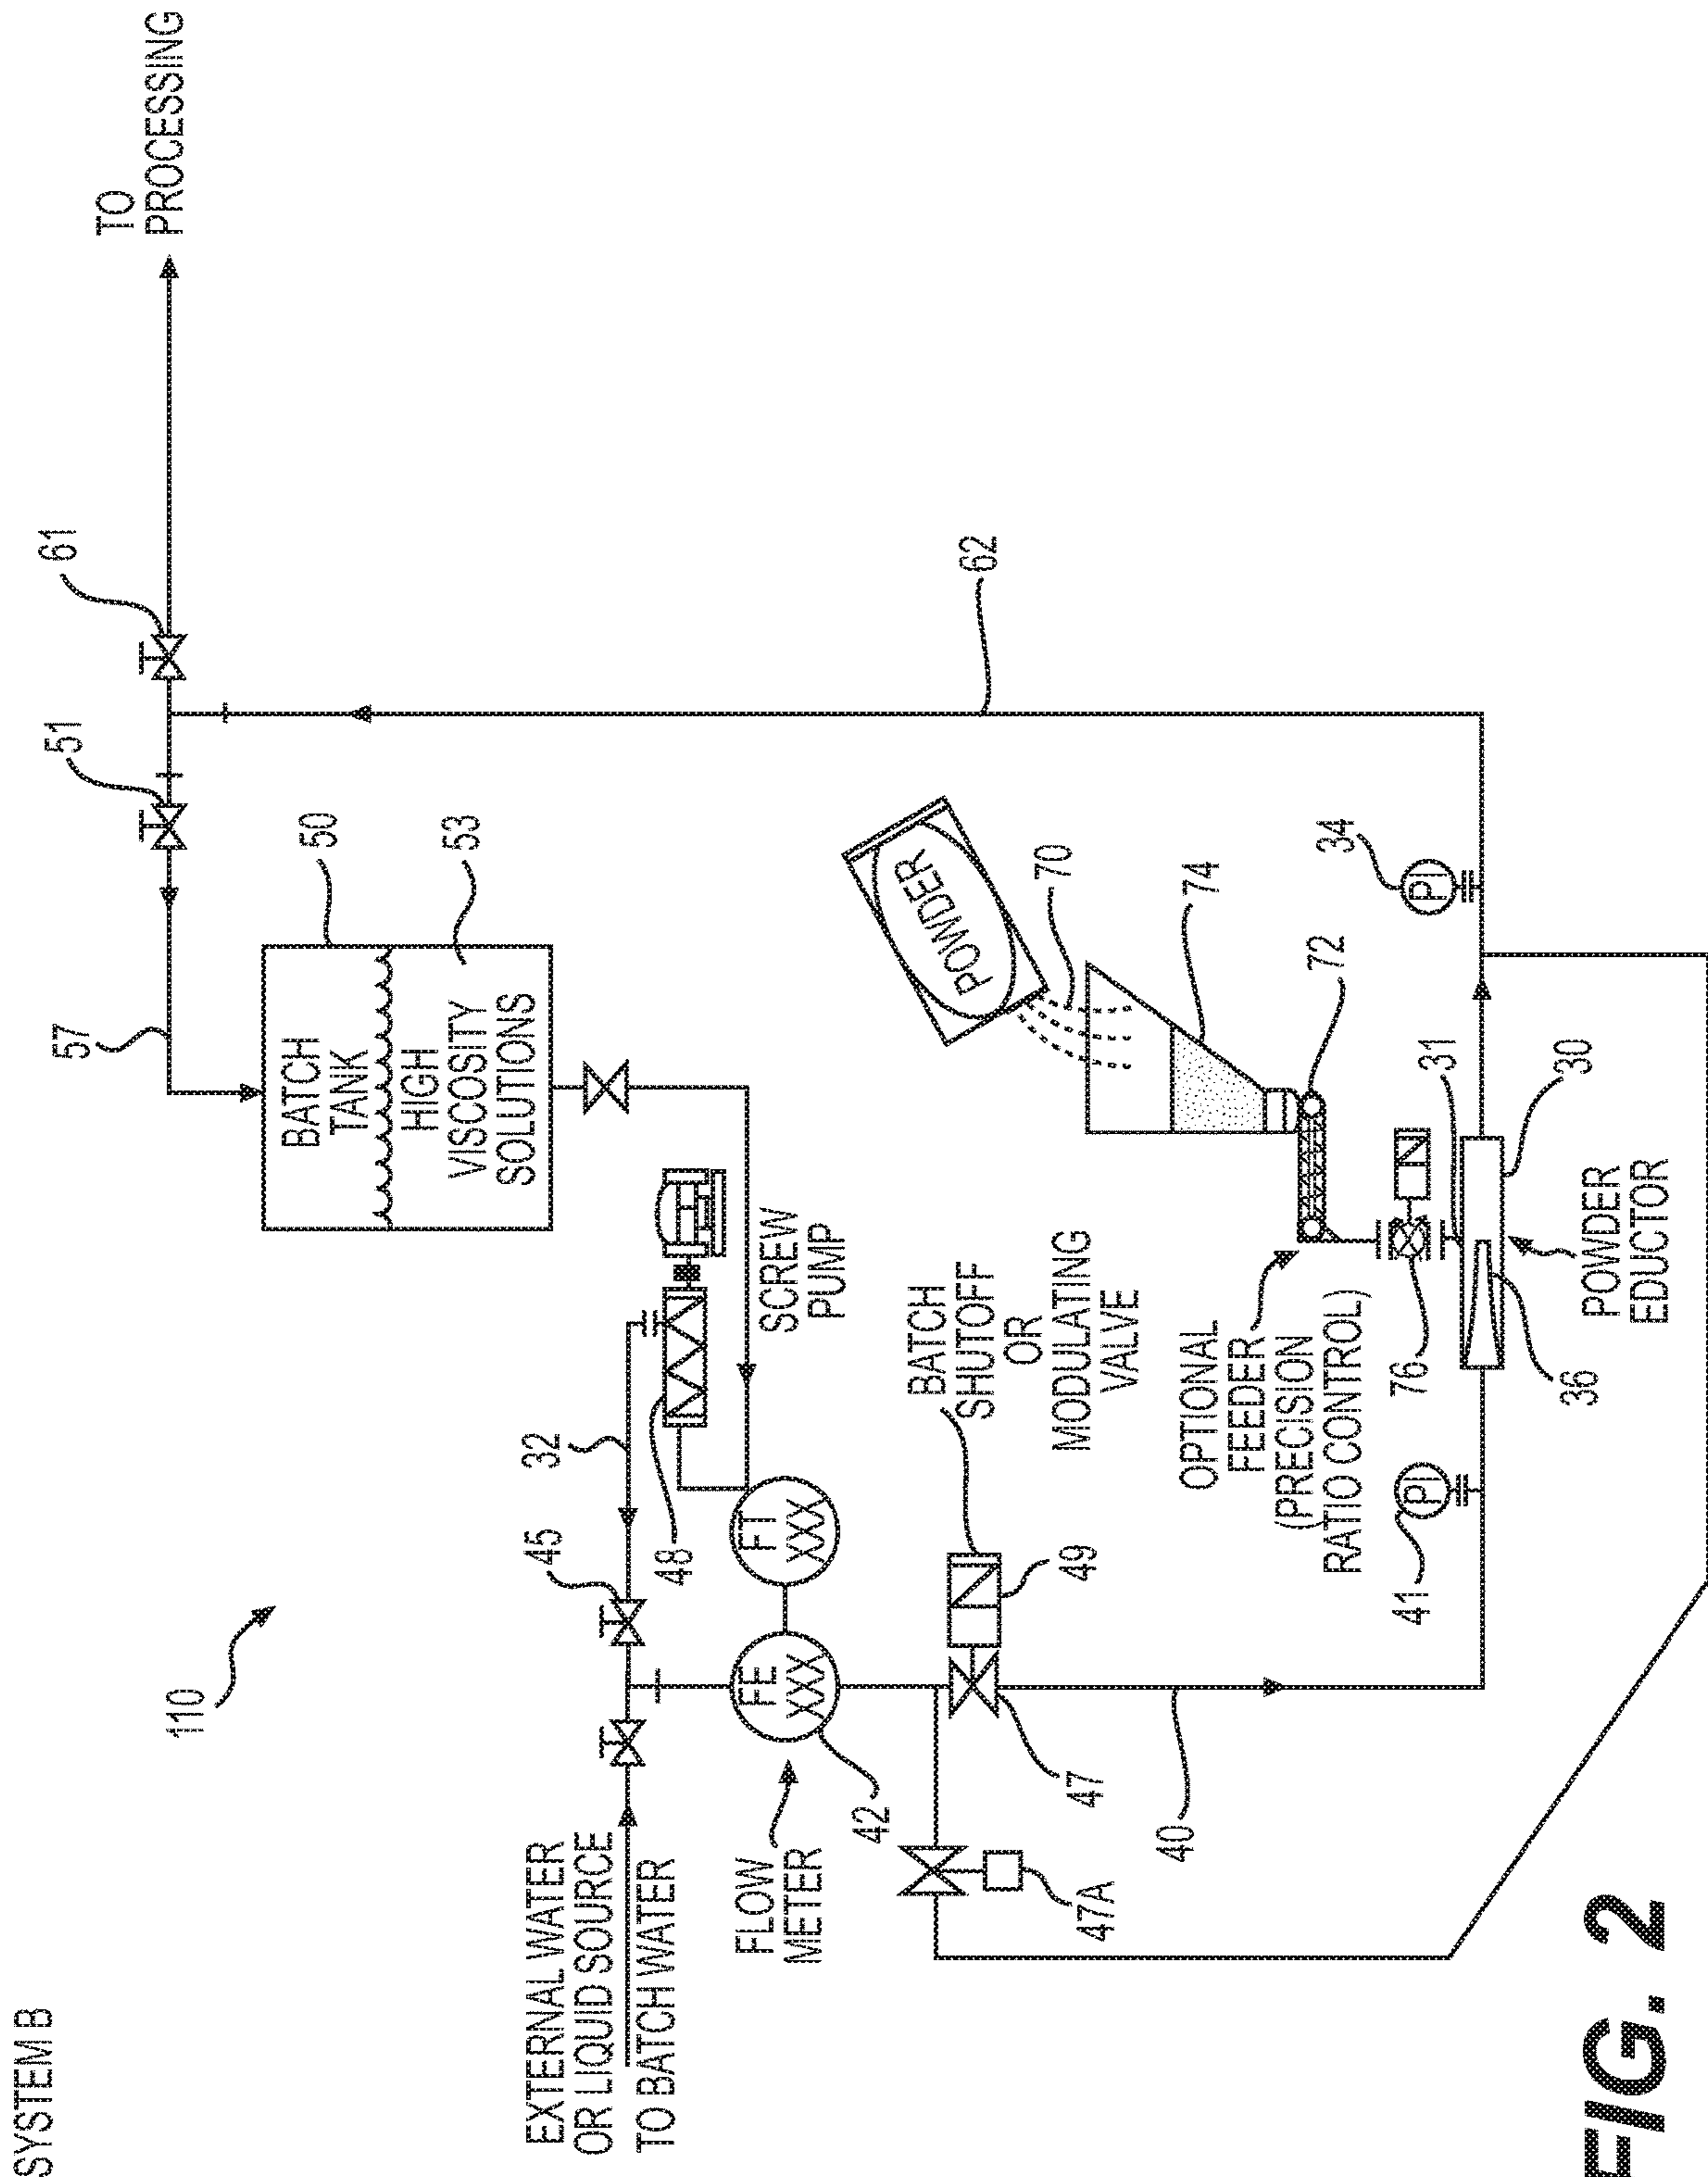 SYSTEM B
110
TO
PROCESSING
61
51
57
50
53
BATCH
TANK
HIGH
VISCOSITY
SOLUTIONS
62
32
45
48
SCREW
PUMP
EXTERNAL WATER
OR LIQUID SOURCE
TO BATCH WATER
FLOW
METER
FE
XXX
FT
XXX
42
BATCH
SHUTOFF
OR
MODULATING
VALVE
49
47
47A
40
POWDER
70
74
72
OPTIONAL
FEEDER
(PRECISION
RATIO CONTROL)
76
31
34
PI
41
PI
36
30
POWDER
EDUCTOR
FIG. 2